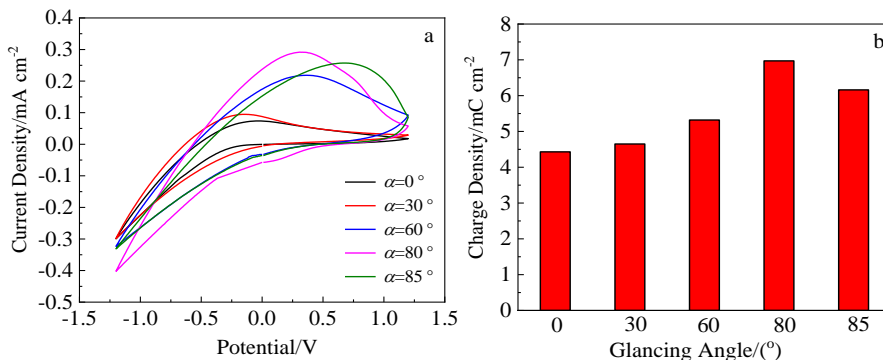 a
0.4
0.3
0.2
0.1
0.0
-0.1
-0.2
-0.3
-0.4
-0.5
Current Density/mA cm-2
α=0 °
α=30 °
α=60 °
α=80 °
α=85 °
-1.5
-1.0
-0.5
0.0
0.5
1.0
1.5
Potential/V
b
8
7
6
5
4
3
2
1
0
Charge Density/mC cm-2
0
30
60
80
85
Glancing Angle/(o)